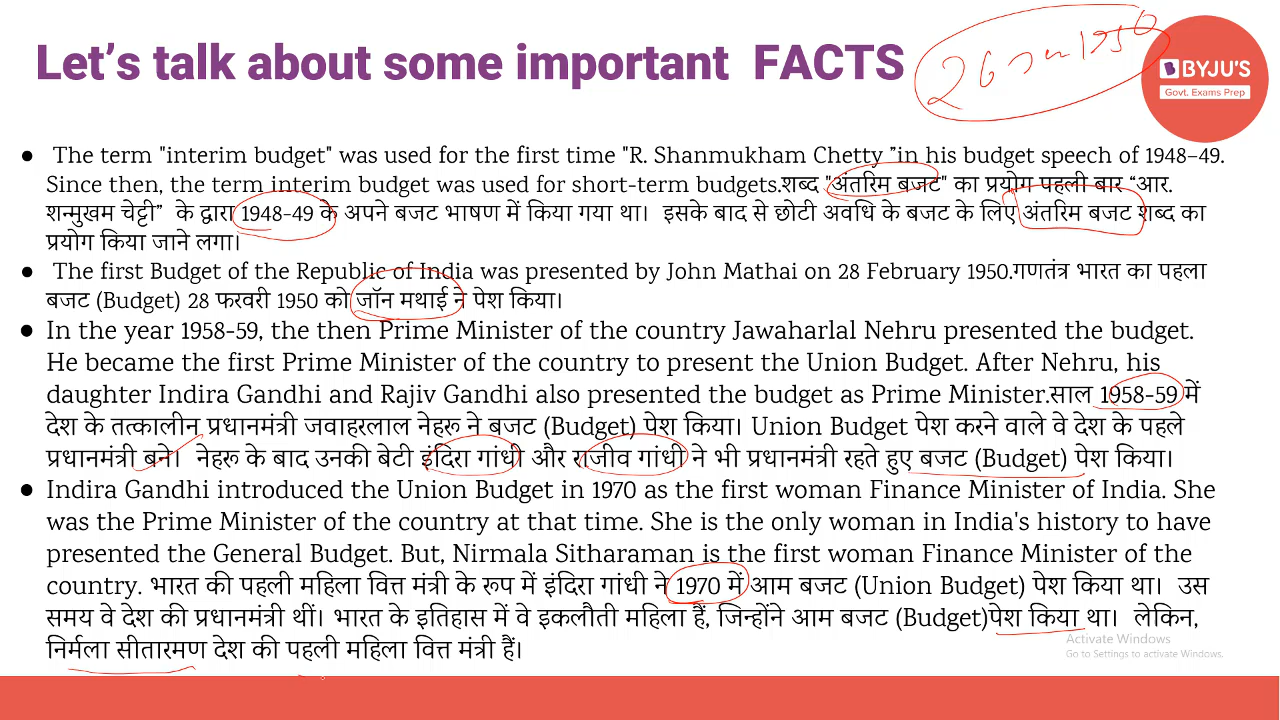 Let's talk about some important FACTS
26 Jan 1950
BYJU'S
Govt. Exams Prep
● The term "interim budget" was used for the first time "R. Shanmukham Chetty "in his budget speech of 1948-49.
Since then, the term interim budget was used for short-term budgets.शब्द "अंतरिम बजट" का प्रयोग पहली बार "आर.
शन्मुखम चेट्टी" के द्वारा 1948-49 के अपने बजट भाषण में किया गया था। इसके बाद से छोटी अवधि के बजट के लिए अंतरिम बजट शब्द का
प्रयोग किया जाने लगा।
● The first Budget of the Republic of India was presented by John Mathai on 28 February 1950.गणतंत्र भारत का पहला
बजट (Budget) 28 फरवरी 1950 को जॉन मथाई ने पेश किया।
● In the year 1958-59, the then Prime Minister of the country Jawaharlal Nehru presented the budget.
He became the first Prime Minister of the country to present the Union Budget. After Nehru, his
daughter Indira Gandhi and Rajiv Gandhi also presented the budget as Prime Minister.साल 1958-59 में
देश के तत्कालीन प्रधानमंत्री जवाहरलाल नेहरू ने बजट (Budget) पेश किया। Union Budget पेश करने वाले वे देश के पहले
प्रधानमंत्री बने। नेहरू के बाद उनकी बेटी इंदिरा गांधी और राजीव गांधी ने भी प्रधानमंत्री रहते हुए बजट (Budget) पेश किया।
● Indira Gandhi introduced the Union Budget in 1970 as the first woman Finance Minister of India. She
was the Prime Minister of the country at that time. She is the only woman in India's history to have
presented the General Budget. But, Nirmala Sitharaman is the first woman Finance Minister of the
country. भारत की पहली महिला वित्त मंत्री के रूप में इंदिरा गांधी ने 1970 में आम बजट (Union Budget) पेश किया था। उस
समय वे देश की प्रधानमंत्री थीं। भारत के इतिहास में वे इकलौती महिला हैं, जिन्होंने आम बजट (Budget)पेश किया था। लेकिन,
निर्मला सीतारमण देश की पहली महिला वित्त मंत्री हैं।
Activate Windows
Go to Settings to activate Windows.